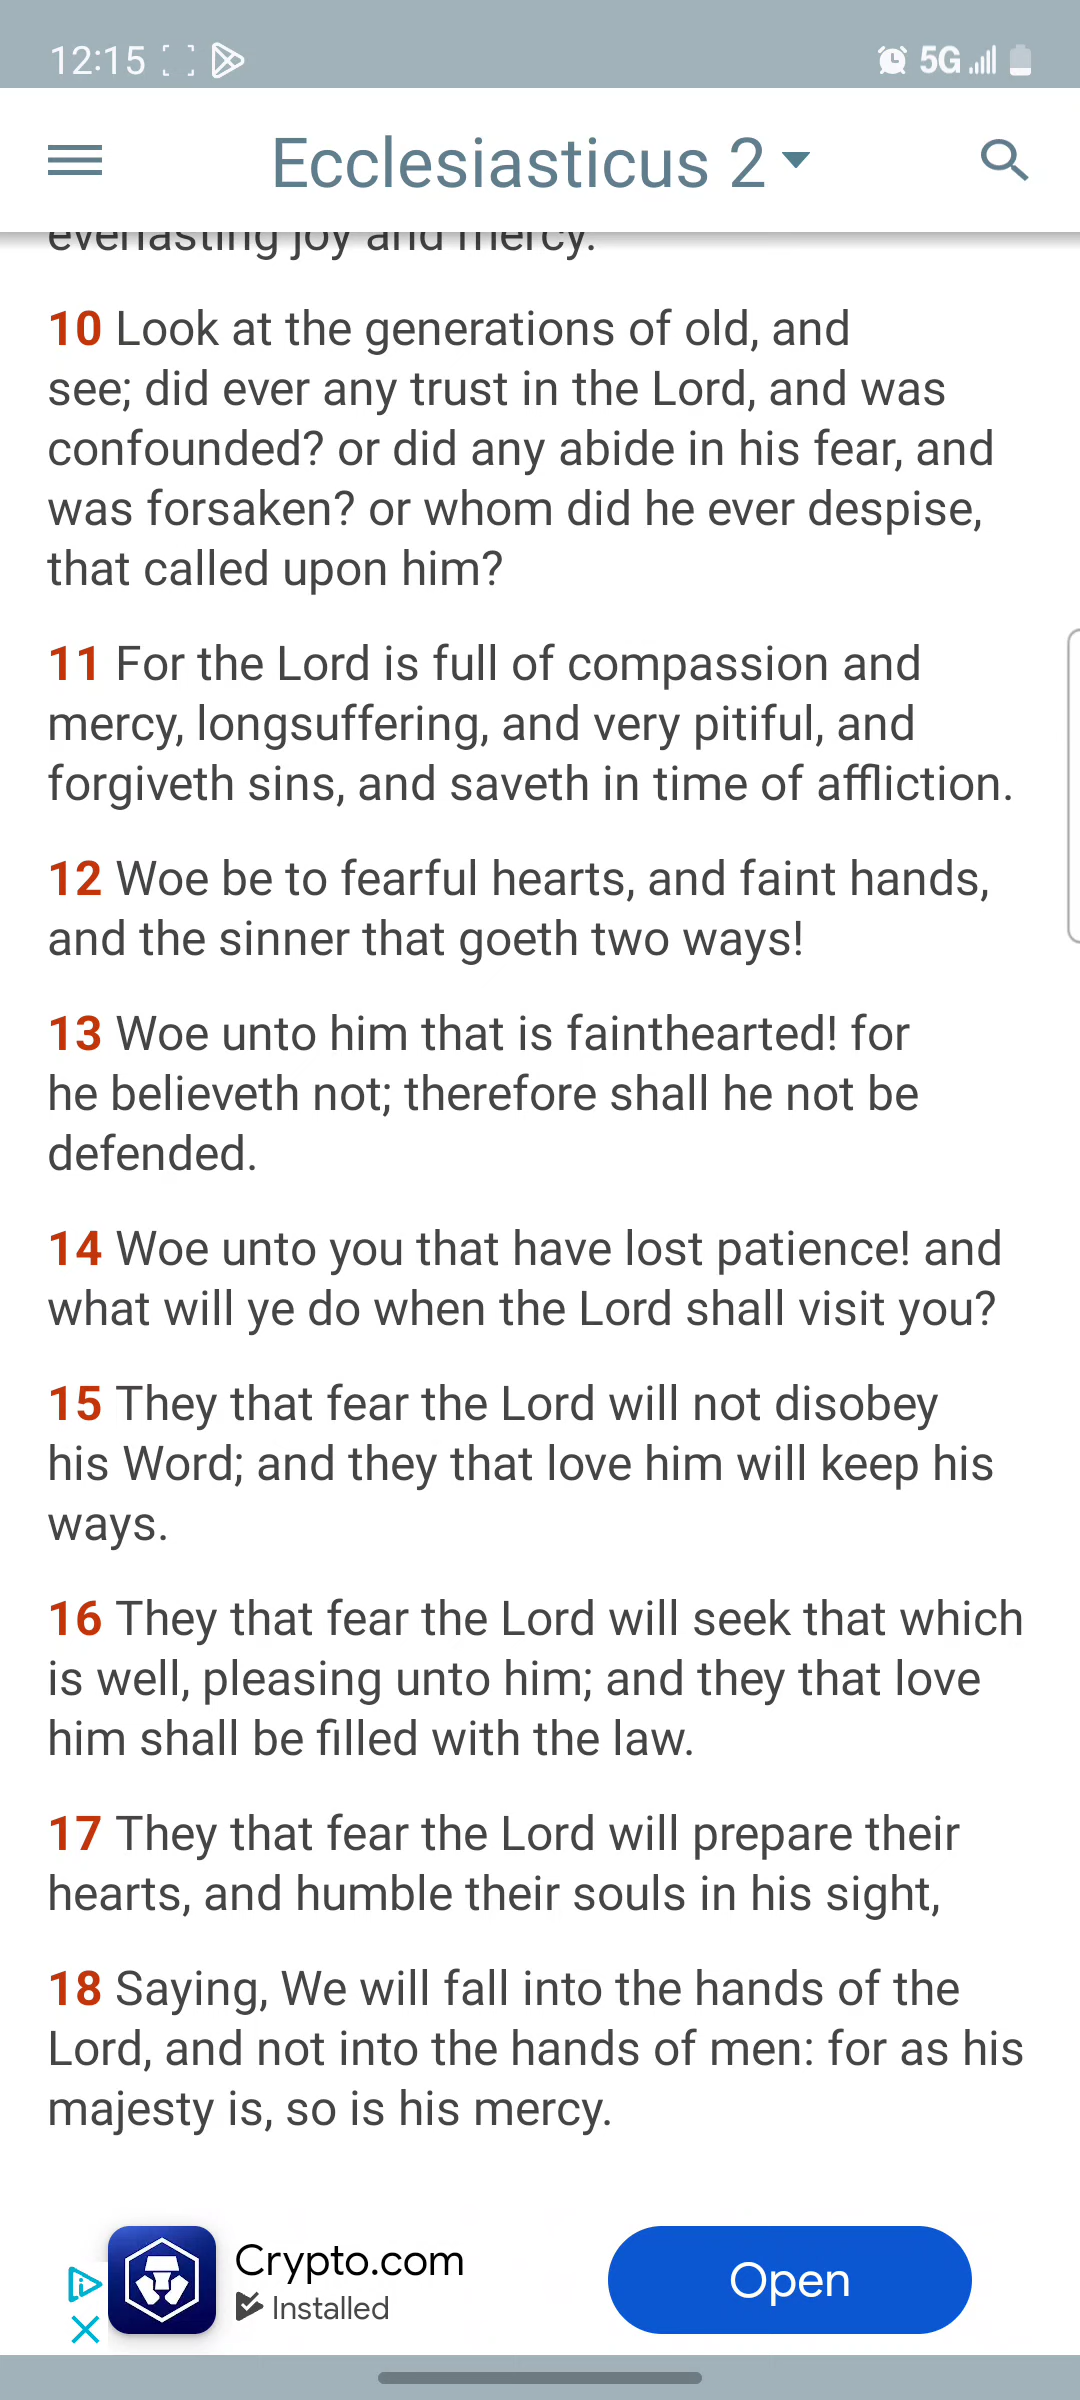 12:15
5G
Ecclesiasticus 2
everlasting joy and mercy.
10 Look at the generations of old, and
see; did ever any trust in the Lord, and was
confounded? or did any abide in his fear, and
was forsaken? or whom did he ever despise,
that called upon him?
11 For the Lord is full of compassion and
mercy, longsuffering, and very pitiful, and
forgiveth sins, and saveth in time of affliction.
12 Woe be to fearful hearts, and faint hands,
and the sinner that goeth two ways!
13 Woe unto him that is fainthearted! for
he believeth not; therefore shall he not be
defended.
14 Woe unto you that have lost patience! and
what will ye do when the Lord shall visit you?
15 They that fear the Lord will not disobey
his Word; and they that love him will keep his
ways.
16 They that fear the Lord will seek that which
is well, pleasing unto him; and they that love
him shall be filled with the law.
17 They that fear the Lord will prepare their
hearts, and humble their souls in his sight,
18 Saying, We will fall into the hands of the
Lord, and not into the hands of men: for as his
majesty is, so is his mercy.
Crypto.com
Installed
Open